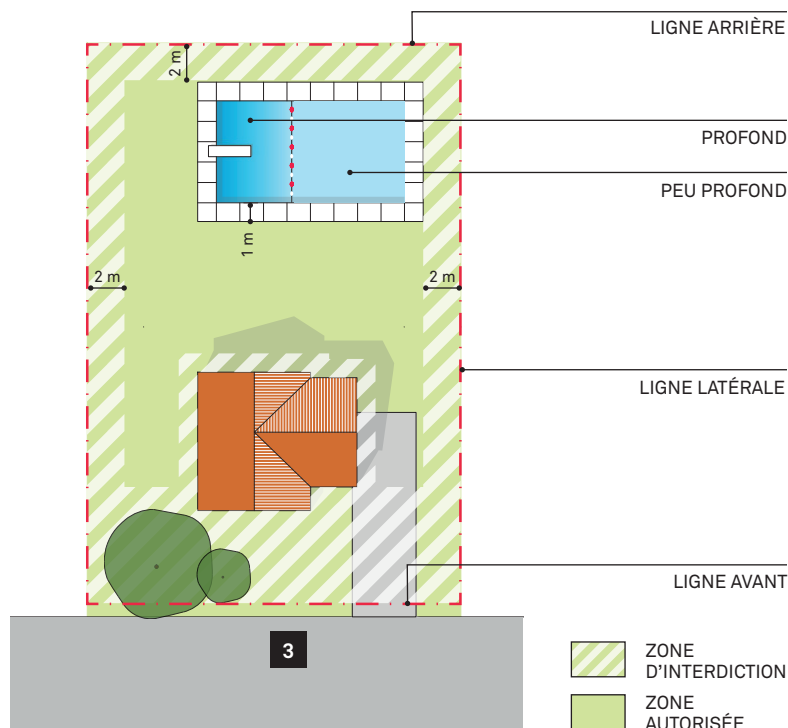 LIGNE ARRIÈRE
2 m
PROFOND
PEU PROFOND
1 m
2 m
2 m
LIGNE LATÉRALE
LIGNE AVANT
3
ZONE
D'INTERDICTION
ZONE
AUTORISÉE